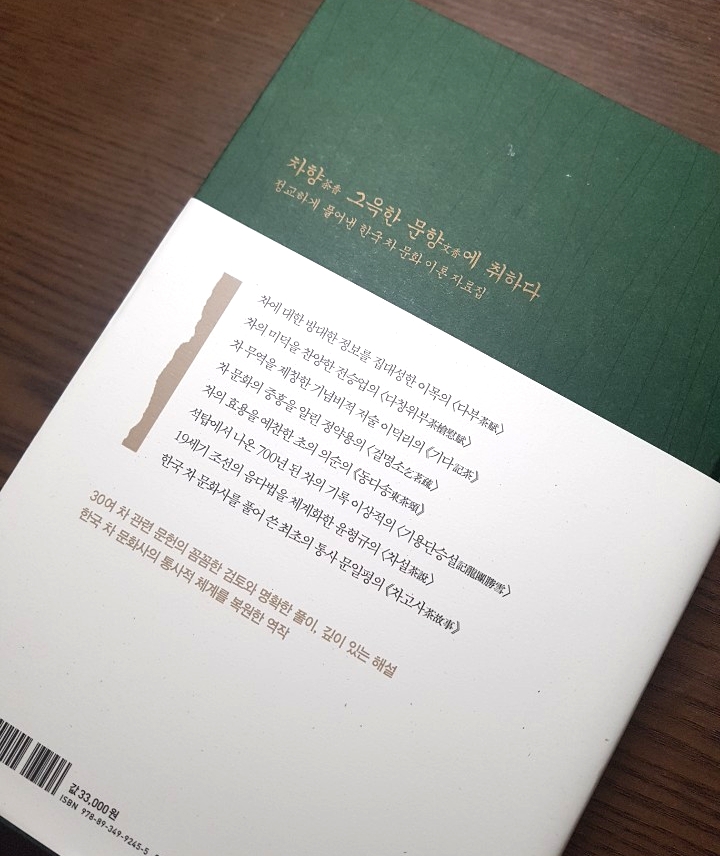 차향茶香 그윽한 문향文香에 취하다
정교하게 풀어낸 한국 차 문화 이본 자료집
차에 대한 방대한 정보를 집대성한 이목의 〈다부茶賦〉
차의 미덕을 찬양한 전승업의 〈다창위부茶槍慰賦〉
차 무역을 제창한 기념비적 저술 이덕리의 《기다記茶》
차 문화의 중흥을 알린 정약용의 〈걸명소乞茗疏〉
차의 효용을 예찬한 초의 의순의 《동다송東茶頌》
석탑에서 나온 700년 된 차의 기록 이상적의 〈기용단승설記龍團勝雪〉
19세기 조선의 음다법을 체계화한 윤형규의 〈차설茶說〉
한국 차 문화사를 풀어 쓴 최초의 통사 문일평의 《차고사茶故事》
30여 차 관련 문헌의 꼼꼼한 검토와 명확한 풀이, 깊이 있는 해설
한국 차 문화사의 통사적 체계를 복원한 역작
값 33,000원
ISBN 978-89-349-9245-5